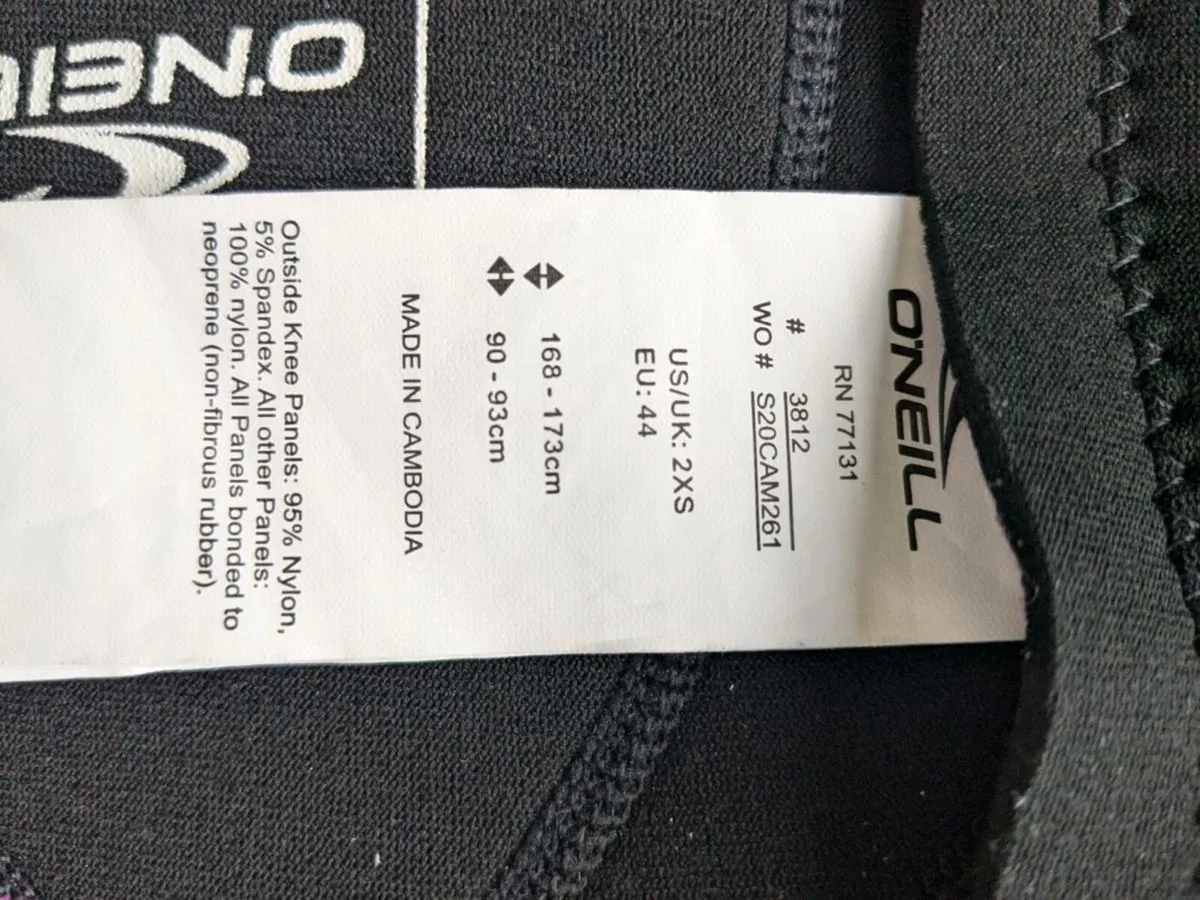 O'NEILL
RN 77131
# 3812
WO # S20CAM261
US/UK: 2XS
EU: 44
168 - 173cm
90 - 93cm
MADE IN CAMBODIA
Outside Knee Panels: 95% Nylon,
5% Spandex. All other Panels:
100% nylon. All Panels bonded to
neoprene (non-fibrous rubber).